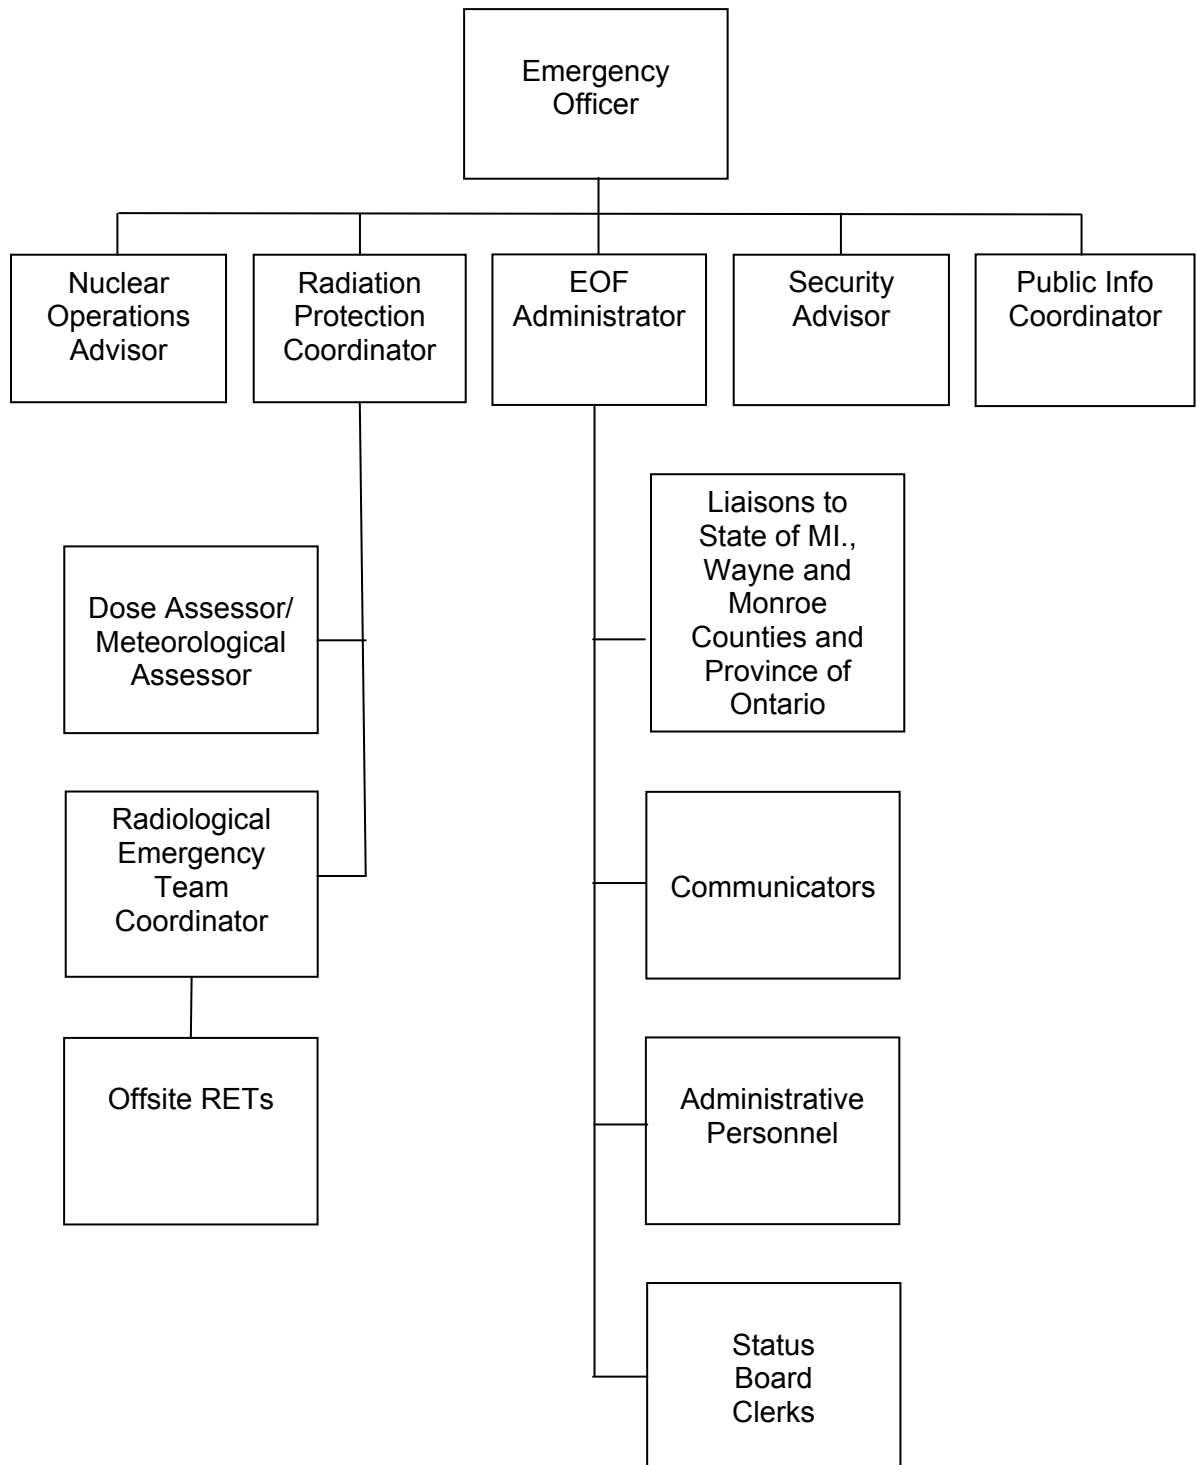 Emergency
Officer
Nuclear
Operations
Advisor
Radiation
Protection
Coordinator
EOF
Administrator
Security
Advisor
Public Info
Coordinator
Liaisons to
State of MI.,
Wayne and
Monroe
Counties and
Province of
Ontario
Dose Assessor/
Meteorological
Assessor
Radiological
Emergency
Team
Coordinator
Communicators
Offsite RETs
Administrative
Personnel
Status
Board
Clerks